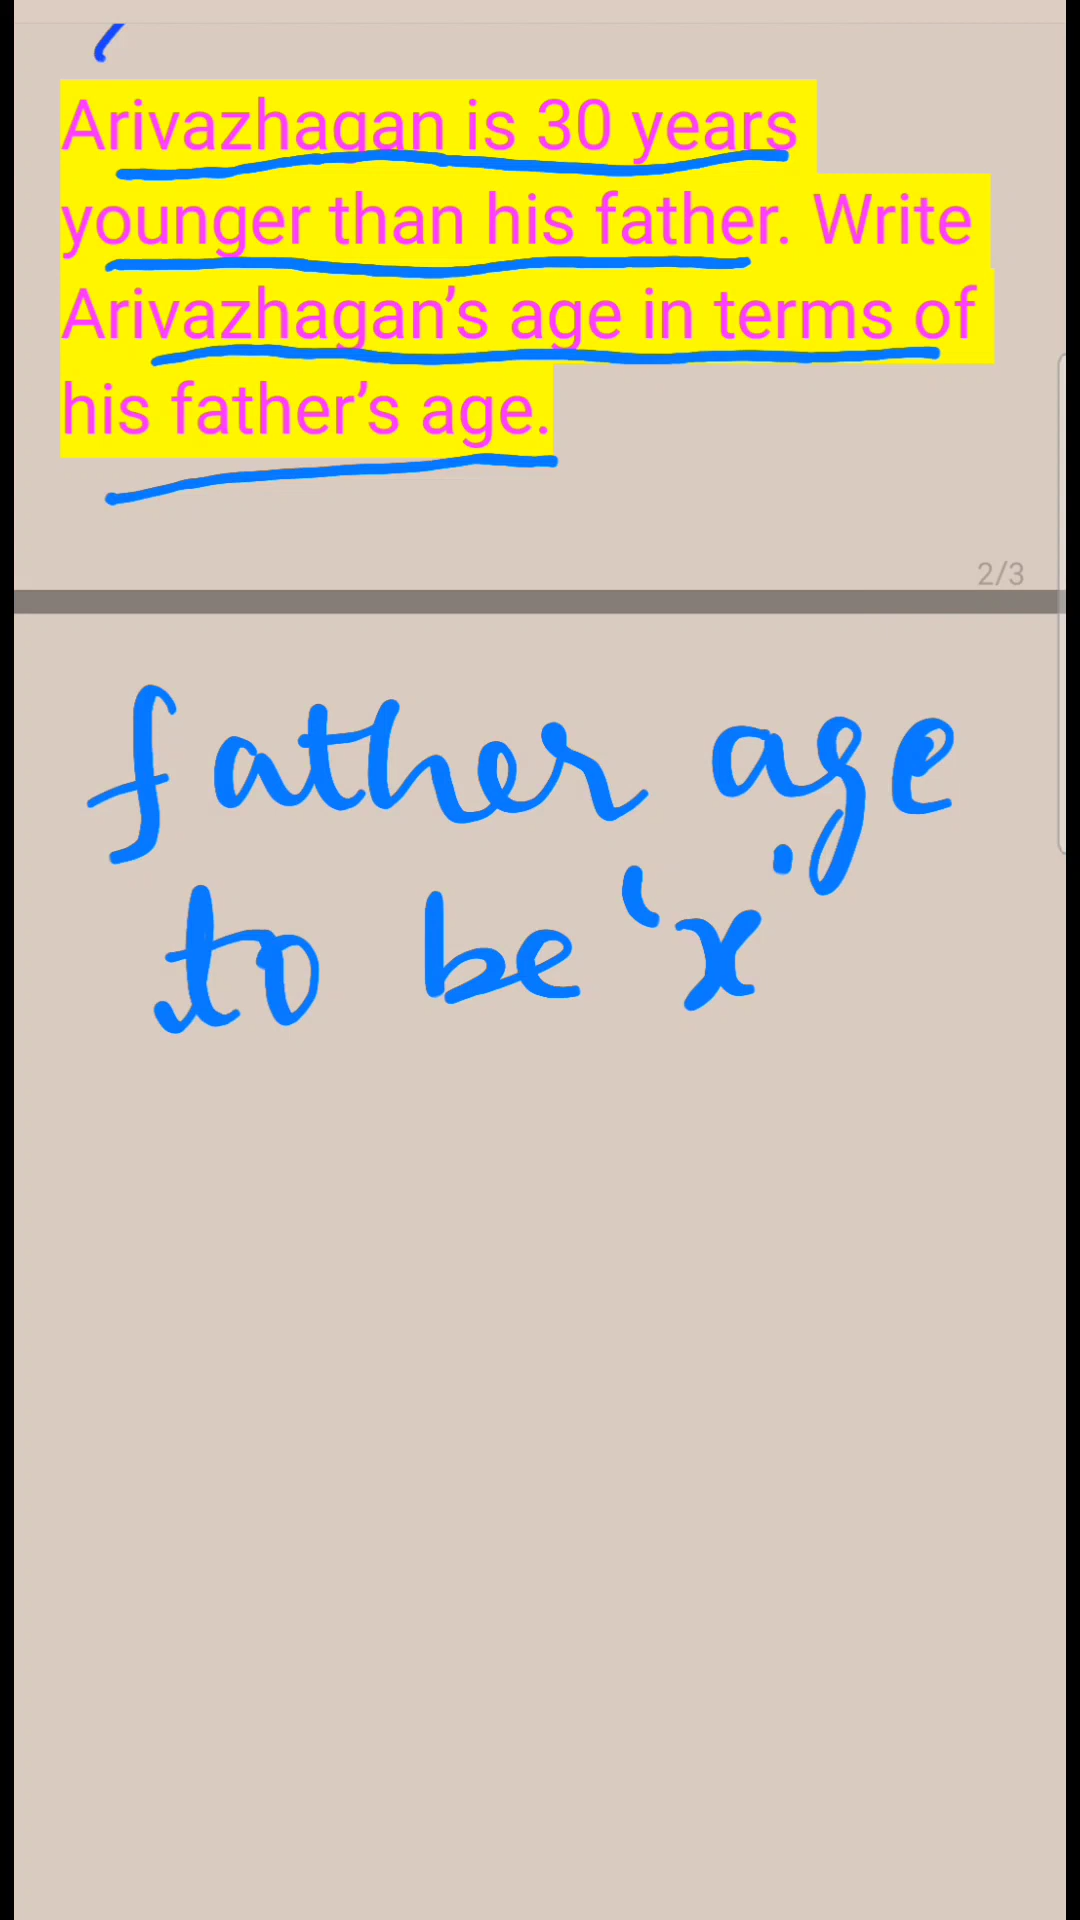 Arivazhagan is 30 years
younger than his father. Write
Arivazhagan’s age in terms of
his father’s age.
2/3
father age
to be 'x'